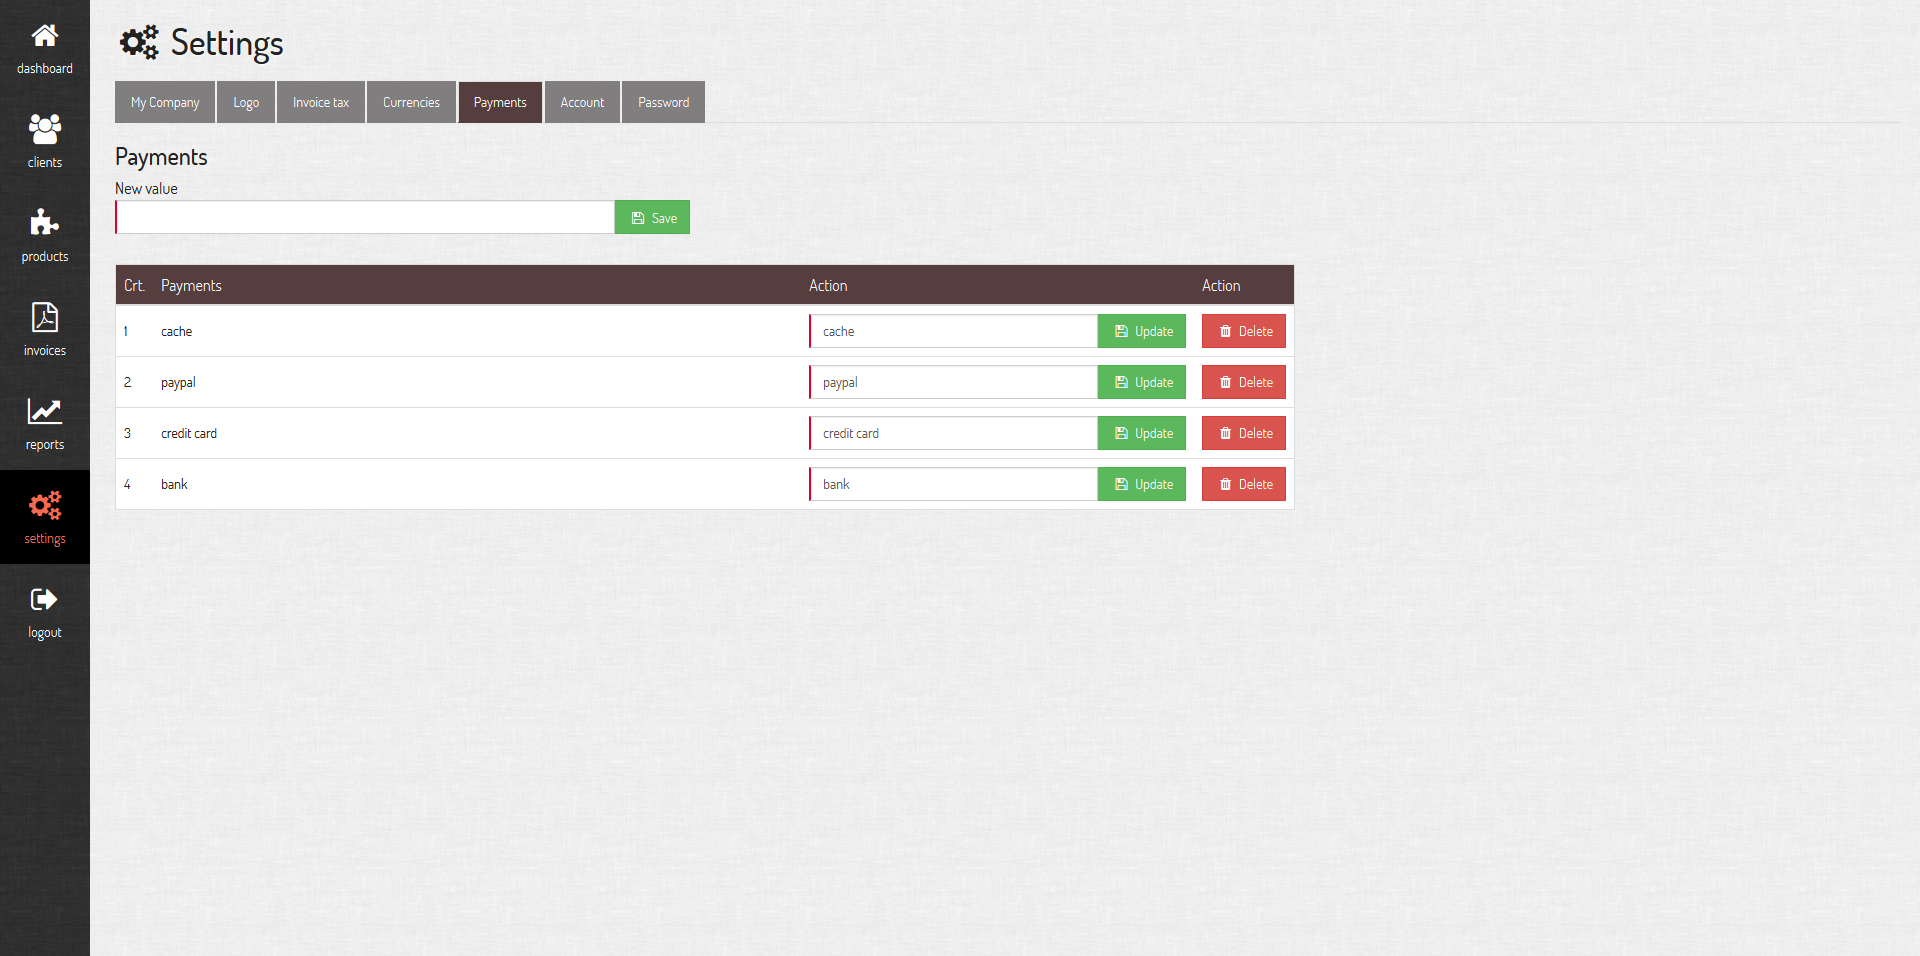 dashboard
clients
products
invoices
reports
settings
logout
Settings
My Company Logo Invoice tax Currencies Payments Account Password
Payments
New value
Save
Crt. Payments Action Action
1 cache cache Update Delete
2 paypal paypal Update Delete
3 credit card credit card Update Delete
4 bank bank Update Delete